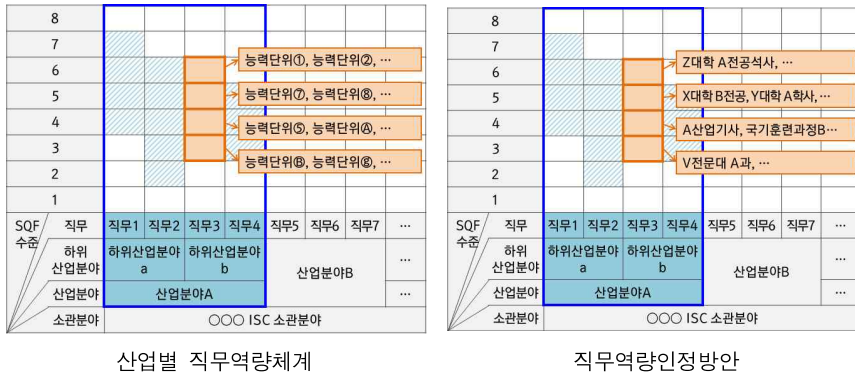 8
7
6
5
4
3
2
1
능력단위①, 능력단위②, …
능력단위⑦, 능력단위⑧, …
능력단위⑤, 능력단위Ⓐ, …
능력단위Ⓑ, 능력단위⑨, …
SQF 수준
직무 직무1 직무2 직무3 직무4 직무5 직무6 직무7 …
하위 산업분야
하위산업분야 a
하위산업분야 b
산업분야B
…
산업분야 산업분야A …
소관분야 ○○○ ISC 소관분야
산업별 직무역량체계
8
7
6
5
4
3
2
1
Z대학 A전공석사, …
X대학 B전공, Y대학 A학사, …
A산업기사, 국기훈련과정B…
V전문대 A과, …
SQF 수준
직무 직무1 직무2 직무3 직무4 직무5 직무6 직무7 …
하위 산업분야
하위산업분야 a
하위산업분야 b
산업분야B
…
산업분야 산업분야A …
소관분야 ○○○ ISC 소관분야
직무역량인정방안